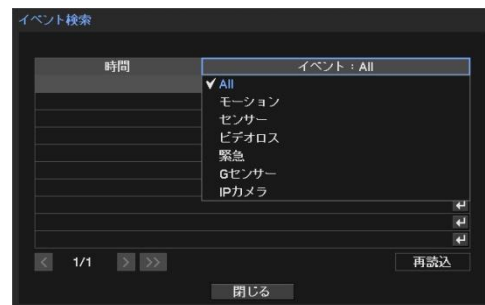 イベント検索
時間 イベント：All
All
モーション
センサー
ビデオロス
緊急
Gセンサー
IPカメラ
< 1/1 > >> 再読込
閉じる